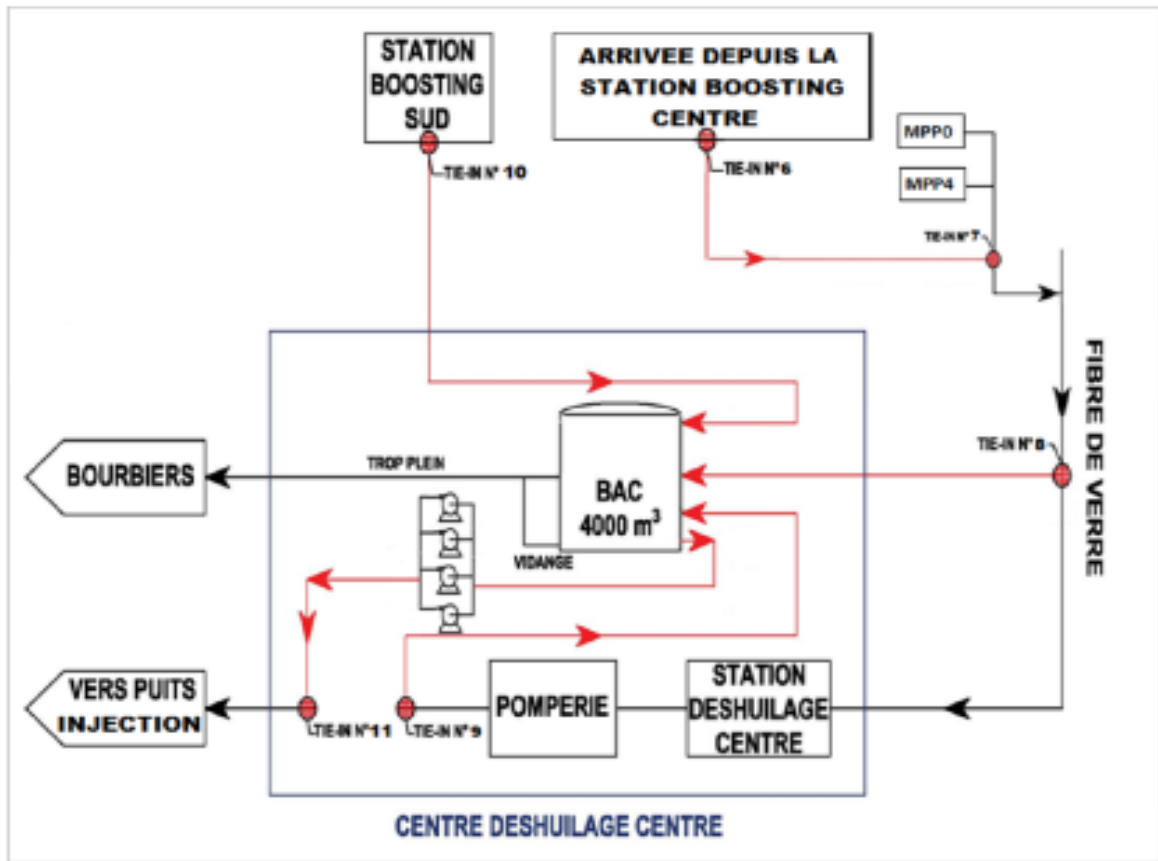 STATION
BOOSTING
SUD
ARRIVEE DEPUIS LA
STATION BOOSTING
CENTRE
MPP0
MPP4
TIE-IN N° 10
TIE-IN N° 6
TIE-IN N° 7
FIBRE DE VERRE
TIE-IN N° 8
BOURBIERS
TROP PLEIN
BAC
4000 m³
VIDANGE
VERS PUITS
INJECTION
TIE-IN N° 11
TIE-IN N° 9
POMPERIE
STATION
DESHUILAGE
CENTRE
CENTRE DESHUILAGE CENTRE